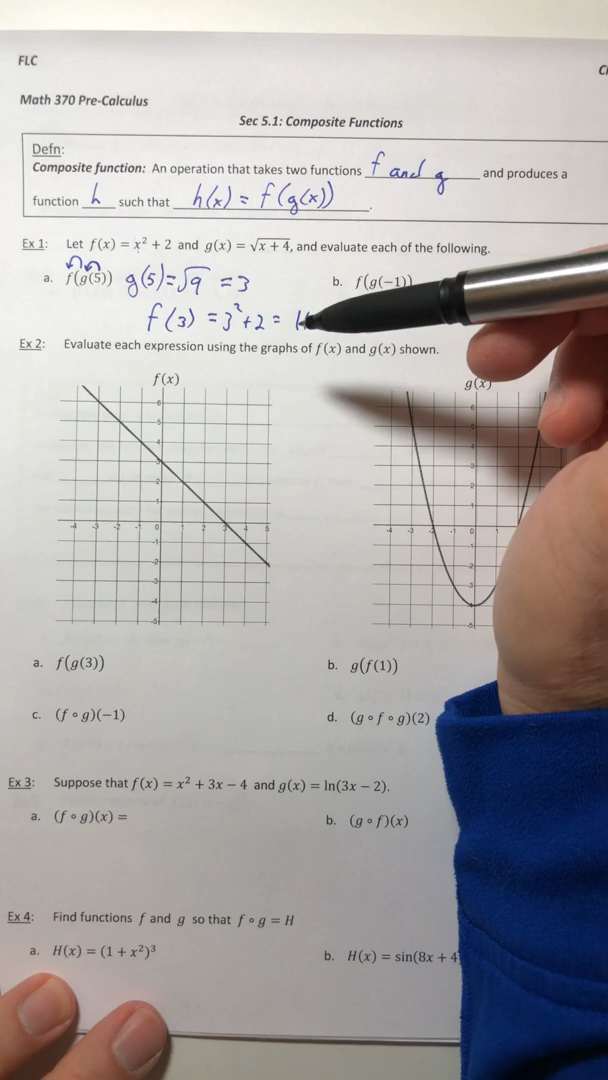 FLC
Math 370 Pre-Calculus
Sec 5.1: Composite Functions
Defn:
Composite function: An operation that takes two functions f and g and produces a
function h such that h(x) = f(g(x)).
Ex 1: Let f(x) = x² + 2 and g(x) = √(x + 4), and evaluate each of the following.
a. f(g(5)) g(5) = √9 = 3 b. f(g(−1))
f(3) = 3² + 2 =
Ex 2: Evaluate each expression using the graphs of f(x) and g(x) shown.
f(x) g(x)
a. f(g(3)) b. g(f(1))
c. (f ∘ g)(−1) d. (g ∘ f ∘ g)(2)
Ex 3: Suppose that f(x) = x² + 3x − 4 and g(x) = ln(3x − 2).
a. (f ∘ g)(x) = b. (g ∘ f)(x)
Ex 4: Find functions f and g so that f ∘ g = H
a. H(x) = (1 + x²)³ b. H(x) = sin(8x + 4